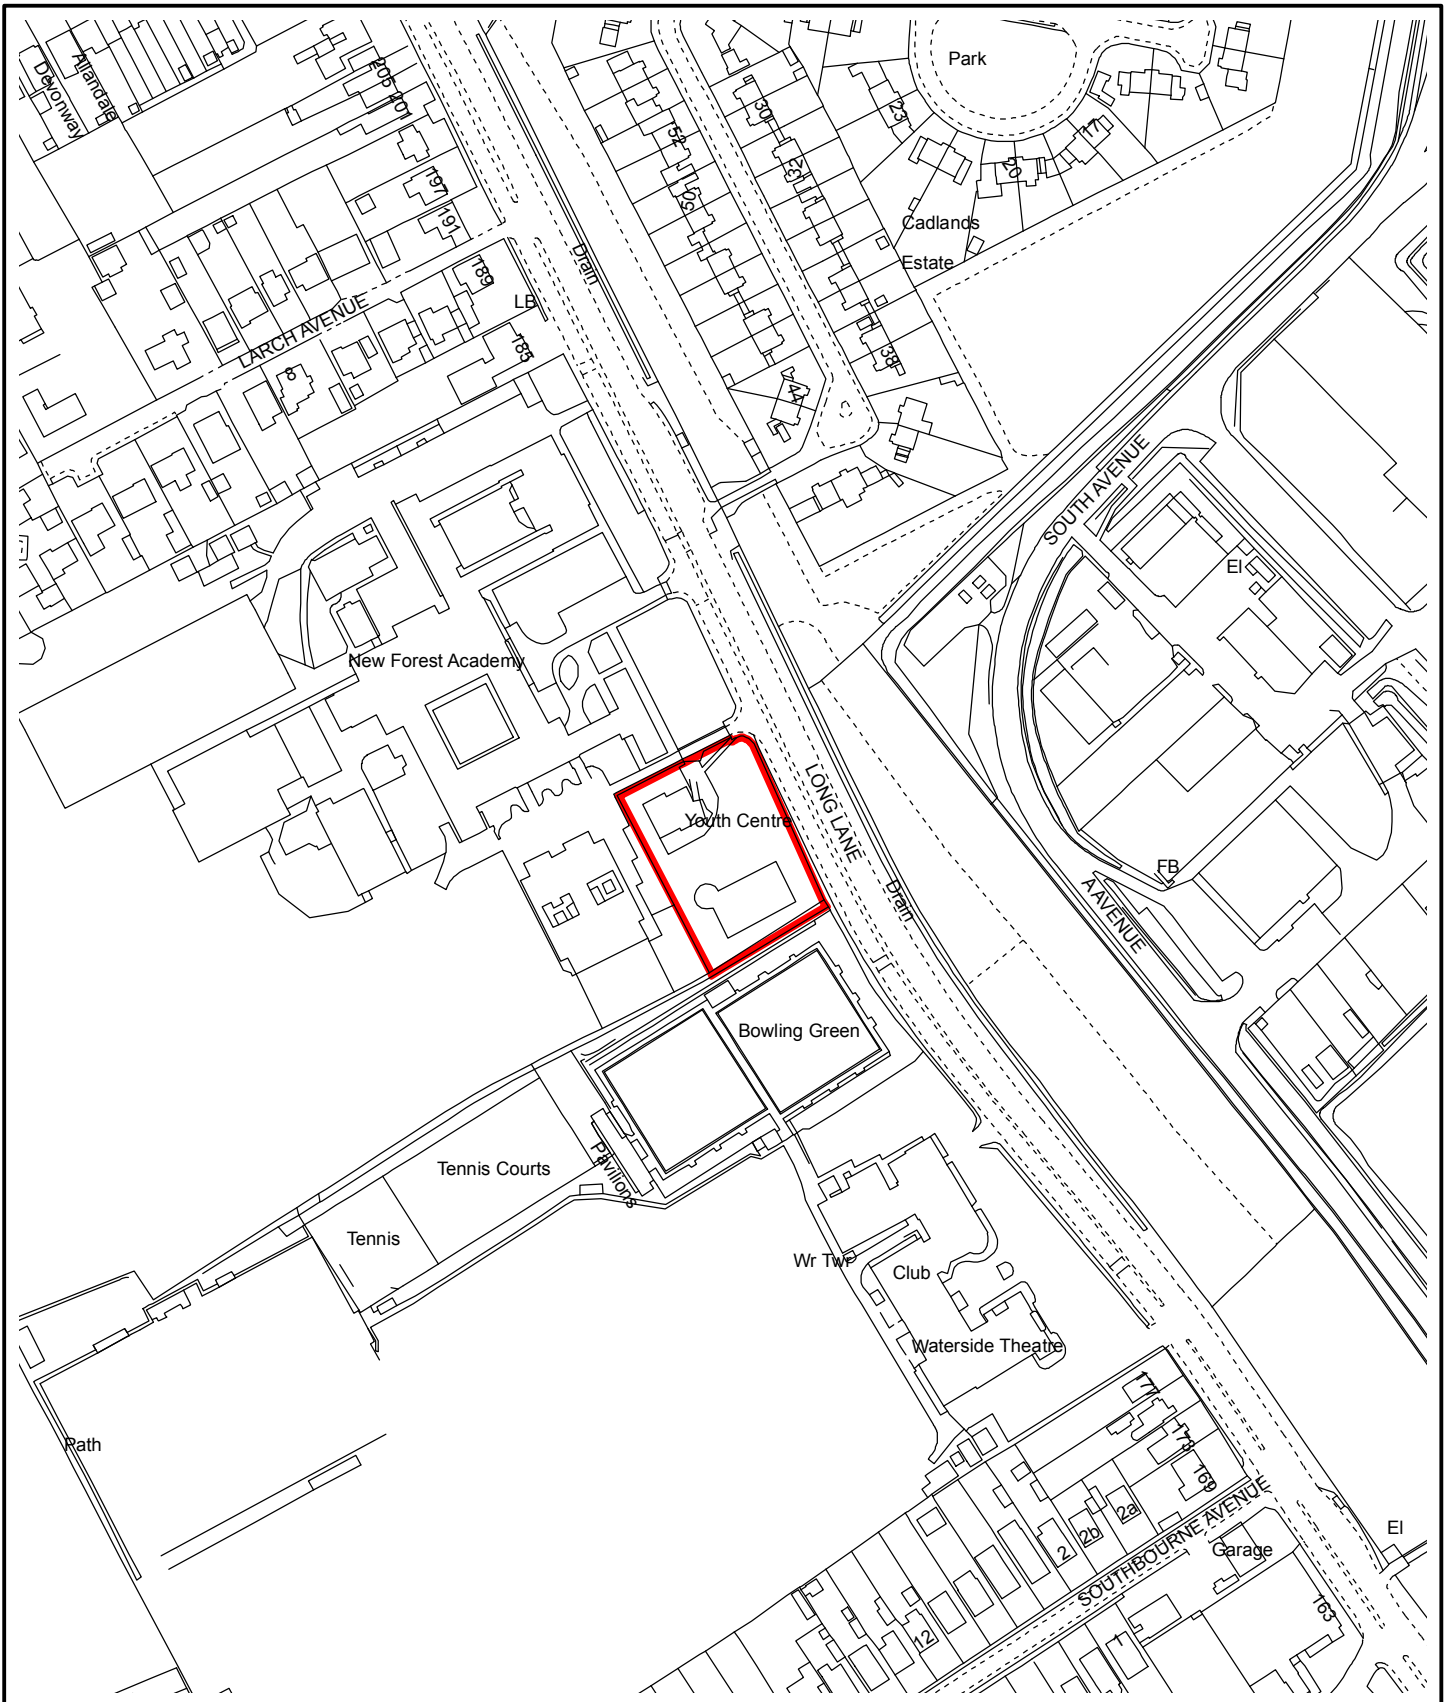 Park
Devonway
Allandale
205
201
197
191
189
LB
185
LARCH AVENUE
8
Drain
52
50
30
32
23
20
17
Cadlands
Estate
38
44
SOUTH AVENUE
El
New Forest Academy
LONG LANE
Youth Centre
Drain
FB
A AVENUE
Bowling Green
Tennis Courts
Pavilions
Tennis
Wr Twr
Club
Waterside Theatre
Path
177
173
169
2a
2b
2
12
SOUTHBOURNE AVENUE
Garage
El
163
1